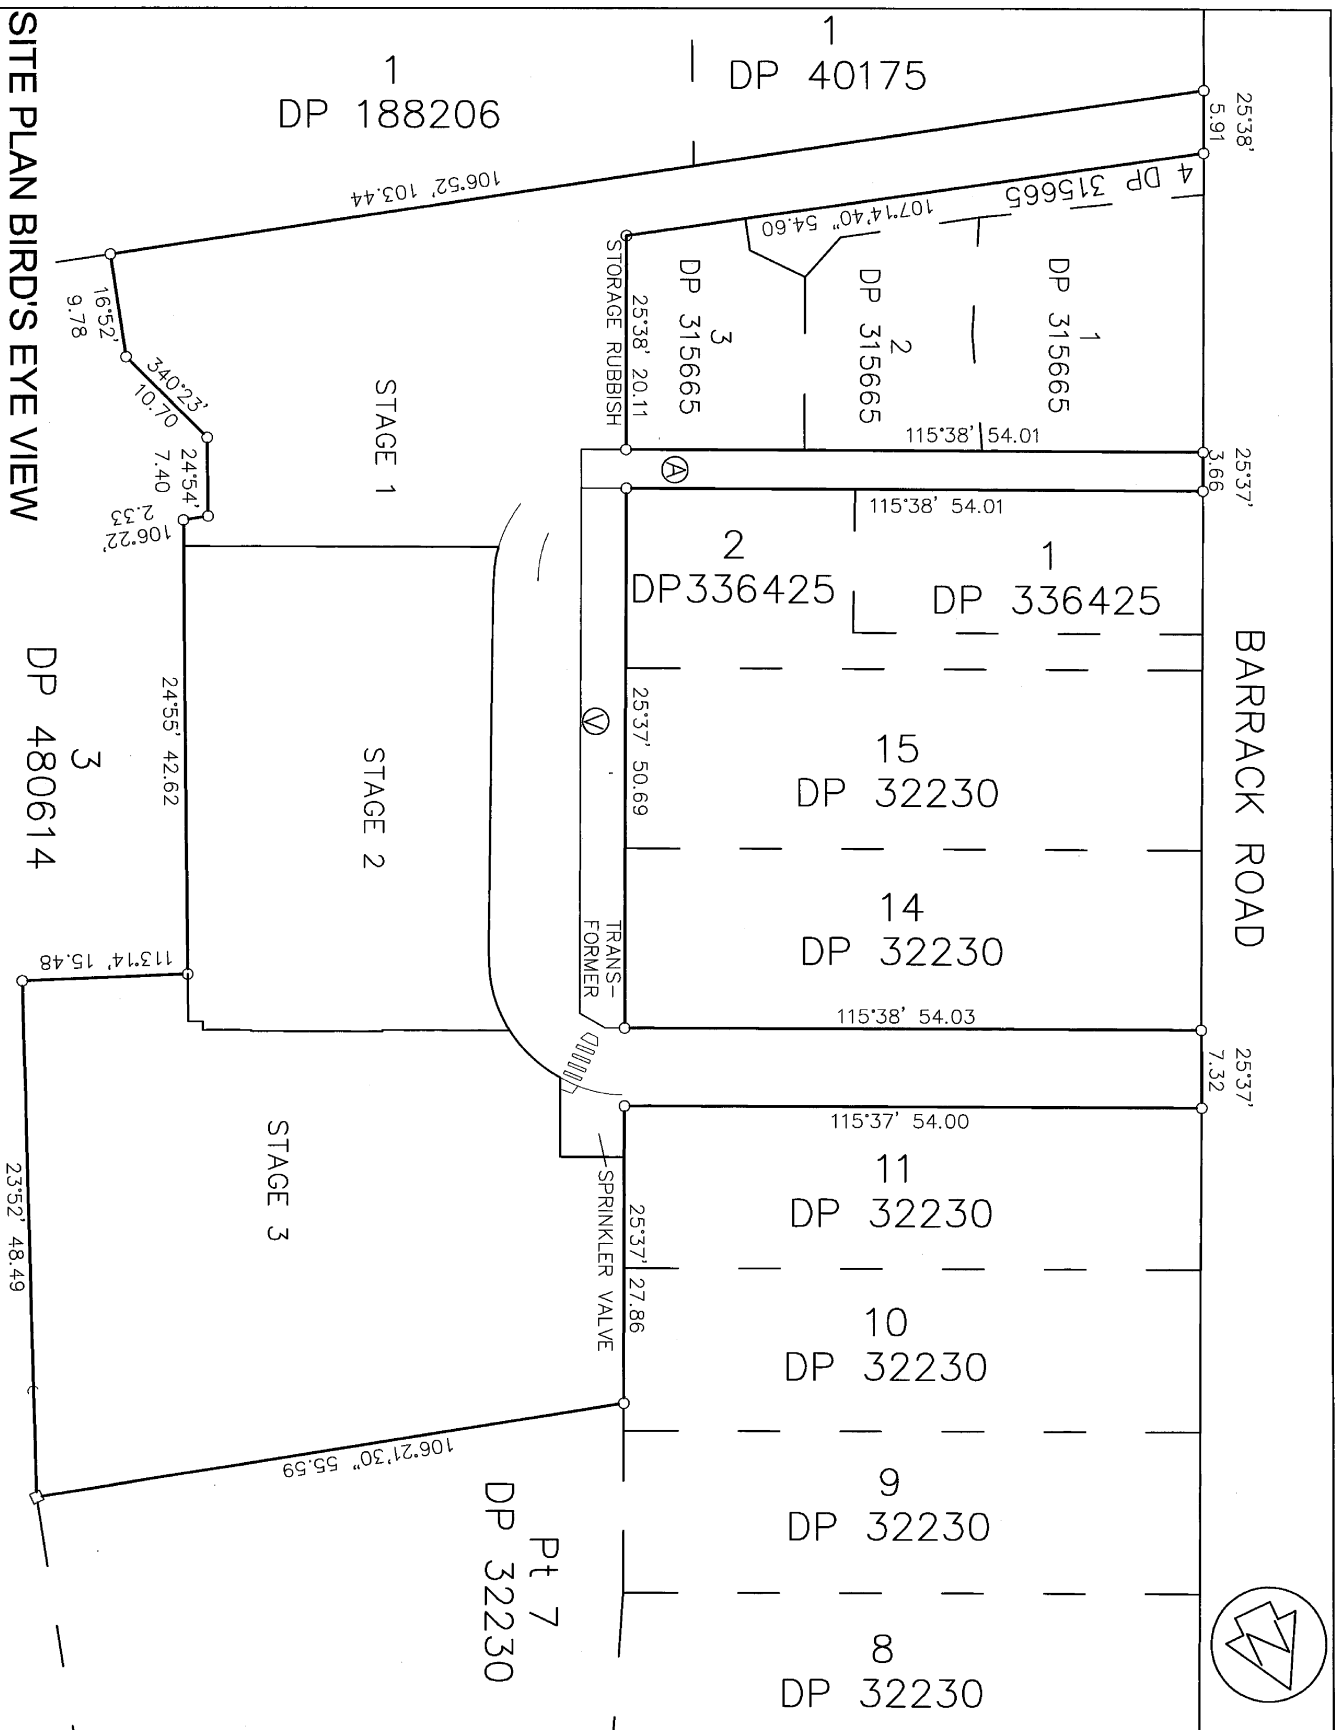 SITE PLAN BIRD'S EYE VIEW
BARRACK ROAD
N
25°38'
5.91
25°37'
3.66
25°37'
7.32
1
DP 40175
1
DP 188206
106°52' 103.44
4 DP 315665
107°14'40" 54.60
1
DP 315665
2
DP 315665
3
DP 315665
25°38' 20.11
STORAGE RUBBISH
115°38' 54.01
A
115°38' 54.01
1
DP 336425
2
DP336425
15
DP 32230
14
DP 32230
25°37' 50.69
V
TRANS-
FORMER
115°38' 54.03
115°37' 54.00
11
DP 32230
10
DP 32230
9
DP 32230
8
DP 32230
25°37' 27.86
SPRINKLER VALVE
Pt 7
DP 32230
106°21'30" 55.59
STAGE 1
STAGE 2
STAGE 3
16°52'
9.78
340°23'
10.70
24°54'
7.40
106°22'
2.33
24°55' 42.62
113°14' 15.48
23°52' 48.49
3
DP 480614